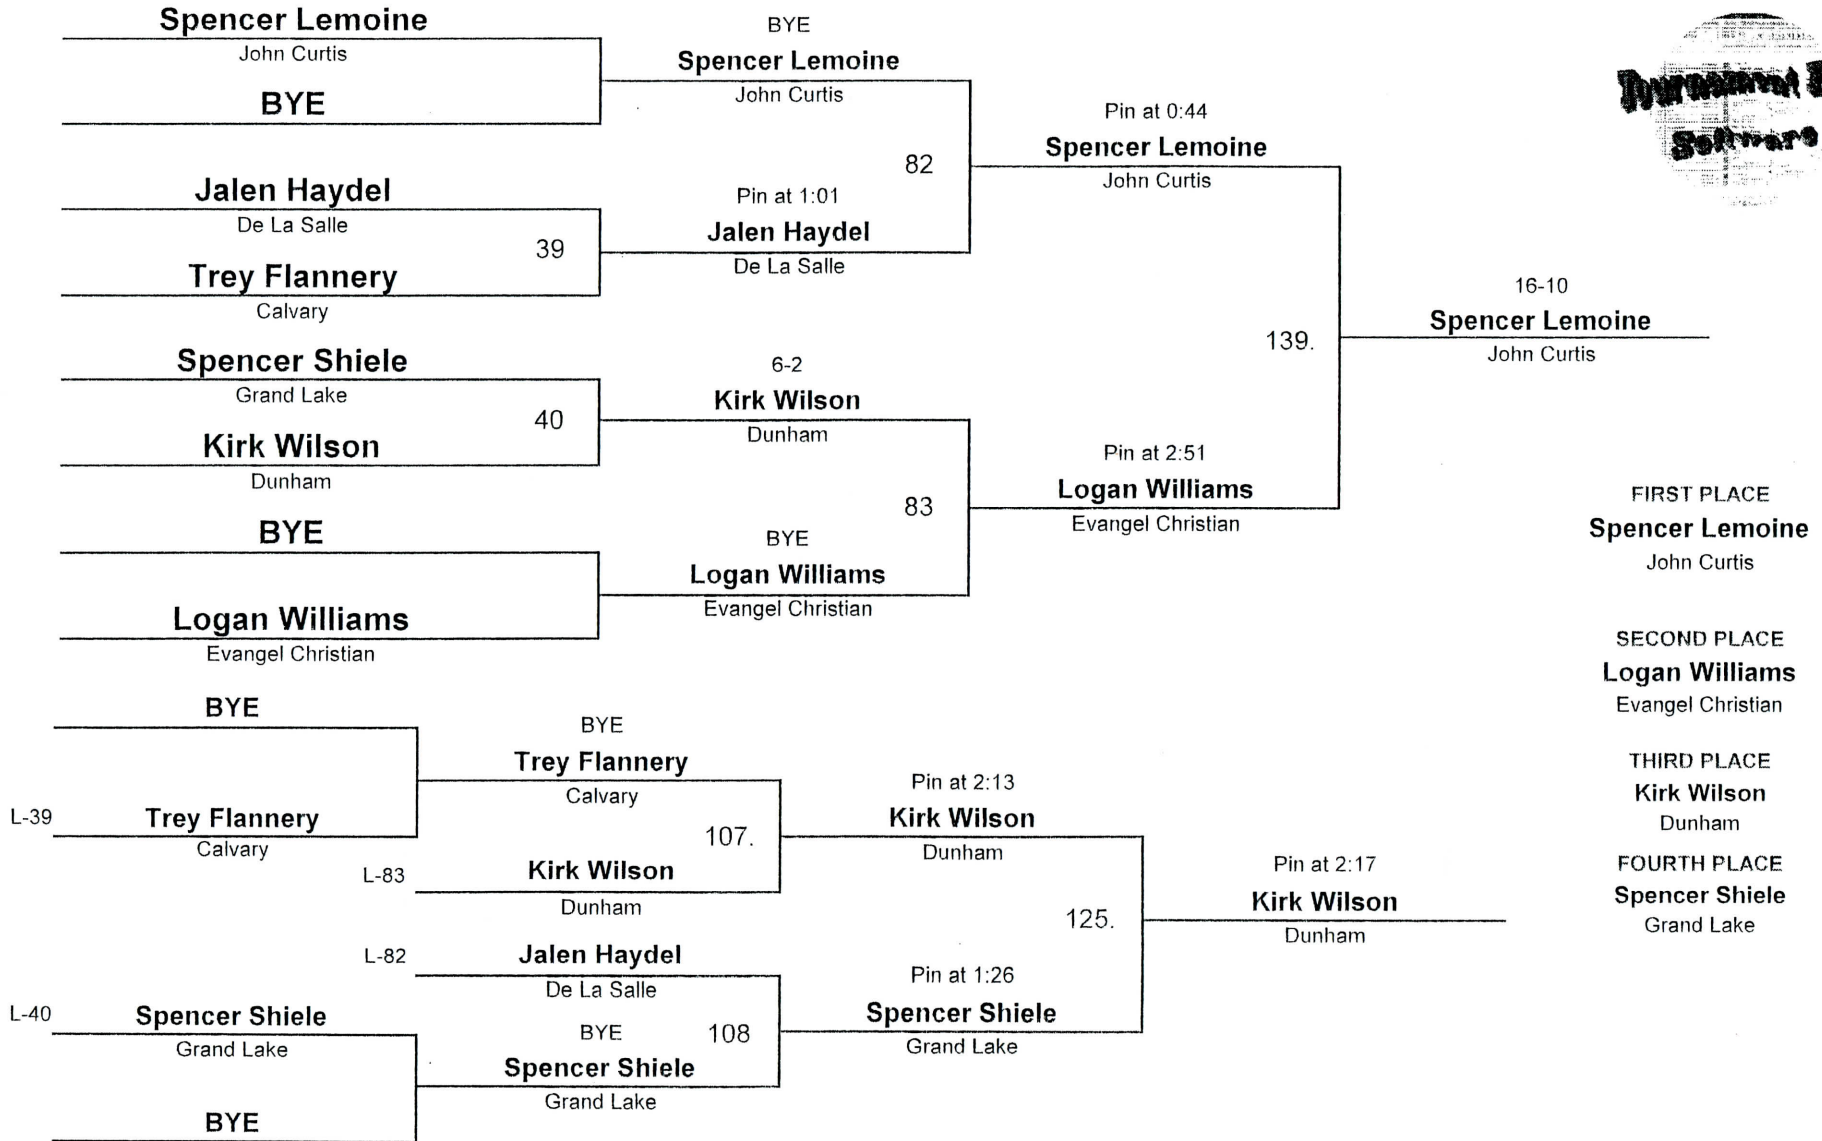 Spencer Lemoine
John Curtis
BYE
Jalen Haydel
De La Salle
39
Trey Flannery
Calvary
Spencer Shiele
Grand Lake
40
Kirk Wilson
Dunham
BYE
Logan Williams
Evangel Christian
BYE
Spencer Lemoine
John Curtis
82
Pin at 1:01
Jalen Haydel
De La Salle
6-2
Kirk Wilson
Dunham
83
BYE
Logan Williams
Evangel Christian
Pin at 0:44
Spencer Lemoine
John Curtis
139.
Pin at 2:51
Logan Williams
Evangel Christian
16-10
Spencer Lemoine
John Curtis
Tournament
Software
FIRST PLACE
Spencer Lemoine
John Curtis
SECOND PLACE
Logan Williams
Evangel Christian
THIRD PLACE
Kirk Wilson
Dunham
FOURTH PLACE
Spencer Shiele
Grand Lake
BYE
L-39
Trey Flannery
Calvary
BYE
Trey Flannery
Calvary
107.
L-83
Kirk Wilson
Dunham
L-82
Jalen Haydel
De La Salle
L-40
Spencer Shiele
Grand Lake
BYE
BYE
108
Spencer Shiele
Grand Lake
Pin at 2:13
Kirk Wilson
Dunham
125.
Pin at 1:26
Spencer Shiele
Grand Lake
Pin at 2:17
Kirk Wilson
Dunham